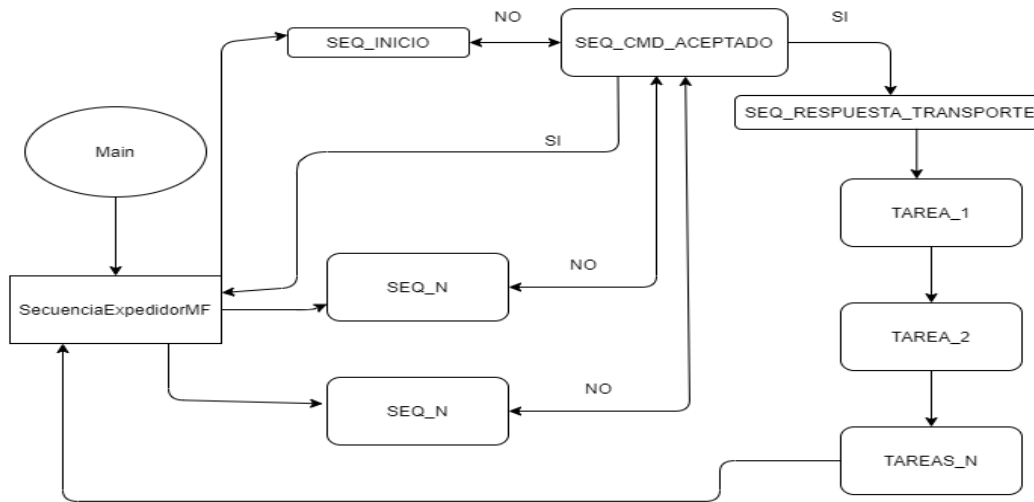 NO
SI
SEQ_INICIO
SEQ_CMD_ACEPTADO
SEQ_RESPUESTA_TRANSPORTE
Main
SI
TAREA_1
NO
SEQ_N
SecuenciaExpedidorMF
TAREA_2
NO
SEQ_N
TAREAS_N